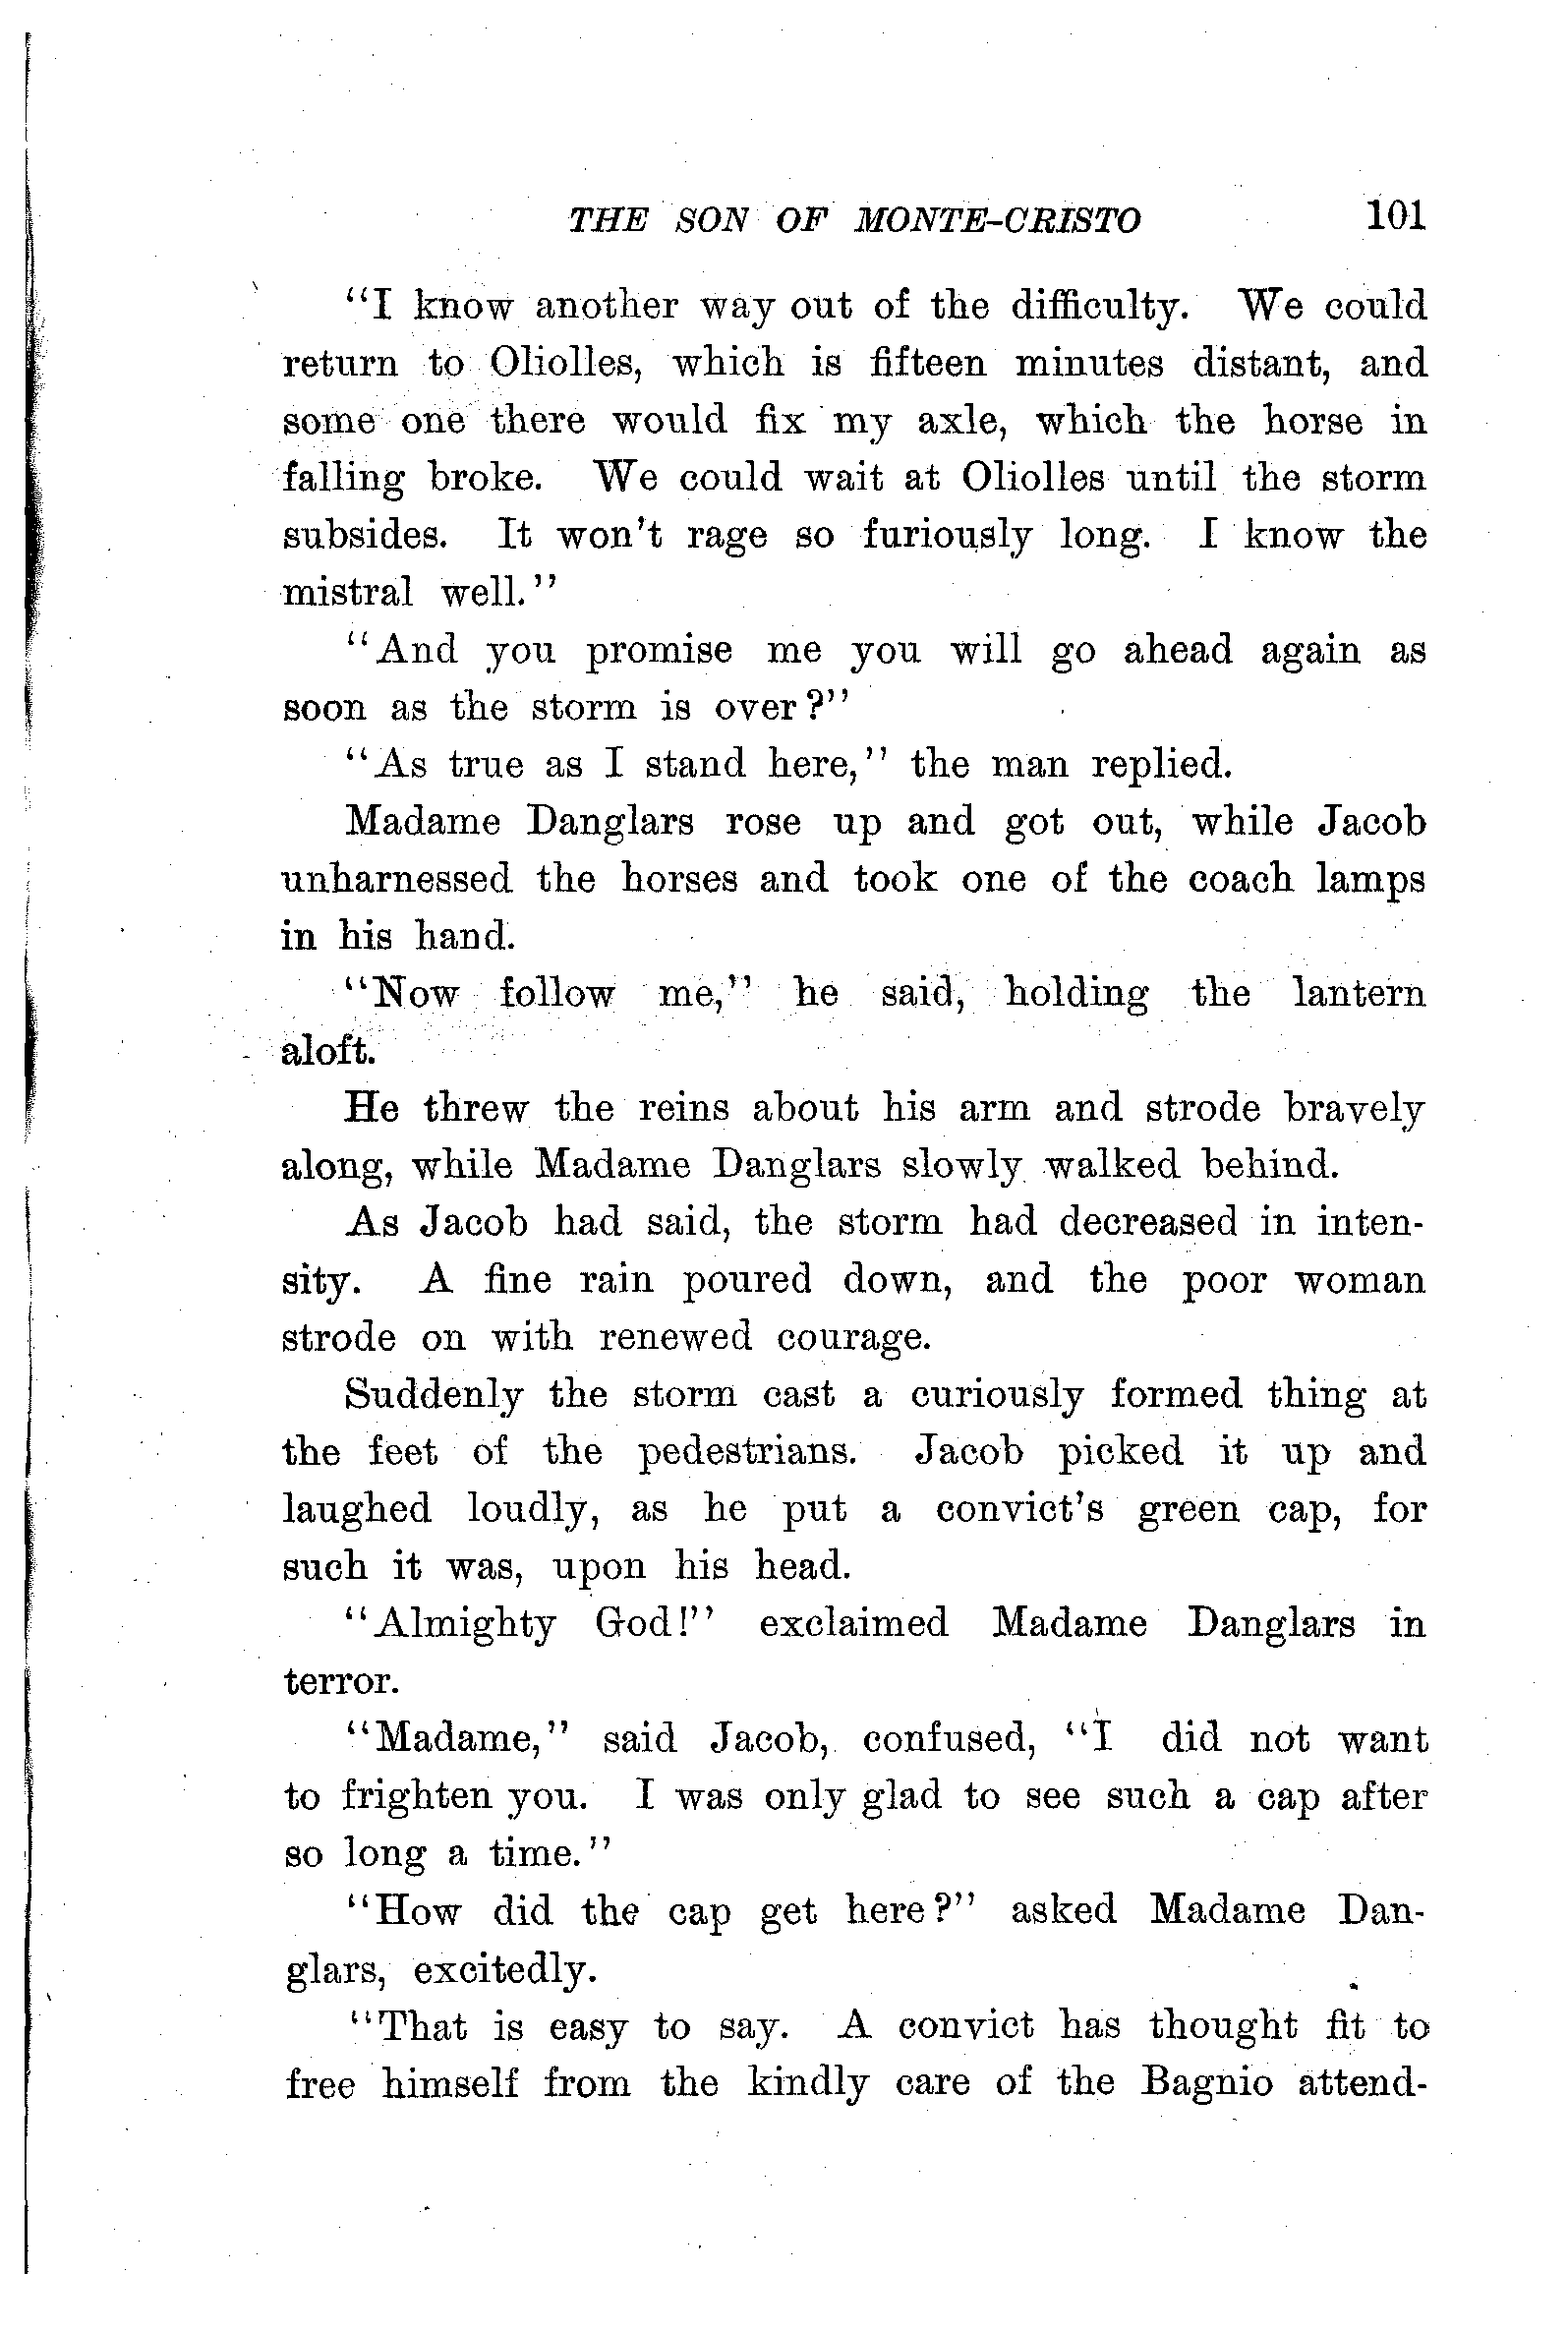 THE SON OF MONTE-CRISTO 101
"I know another way out of the difficulty. We could
return to Oliolles, which is fifteen minutes distant, and
some one there would fix my axle, which the horse in
falling broke. We could wait at Oliolles until the storm
subsides. It won't rage so furiously long. I know the
mistral well."
"And you promise me you will go ahead again as
soon as the storm is over?"
"As true as I stand here," the man replied.
Madame Danglars rose up and got out, while Jacob
unharnessed the horses and took one of the coach lamps
in his hand.
"Now follow me," he said, holding the lantern
aloft.
He threw the reins about his arm and strode bravely
along, while Madame Danglars slowly walked behind.
As Jacob had said, the storm had decreased in inten-
sity. A fine rain poured down, and the poor woman
strode on with renewed courage.
Suddenly the storm cast a curiously formed thing at
the feet of the pedestrians. Jacob picked it up and
laughed loudly, as he put a convict's green cap, for
such it was, upon his head.
"Almighty God!" exclaimed Madame Danglars in
terror.
"Madame," said Jacob, confused, "I did not want
to frighten you. I was only glad to see such a cap after
so long a time."
"How did the cap get here?" asked Madame Dan-
glars, excitedly.
"That is easy to say. A convict has thought fit to
free himself from the kindly care of the Bagnio attend-